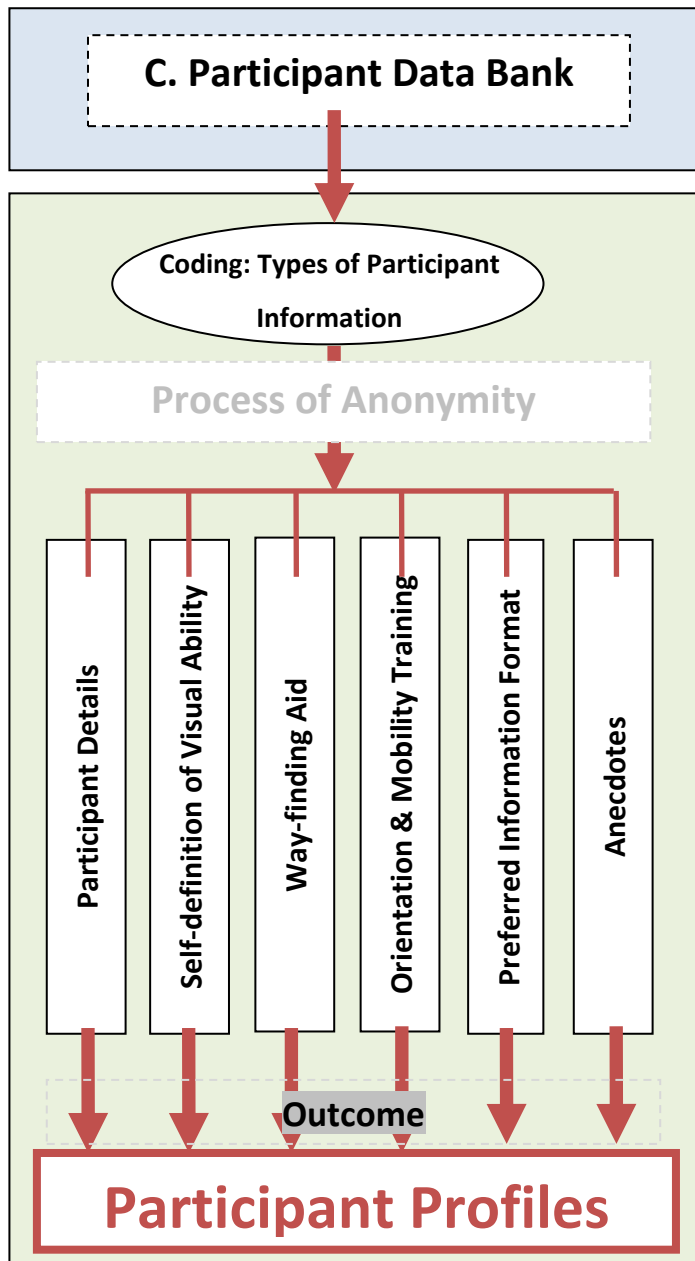 C. Participant Data Bank
Coding: Types of Participant
Information
Process of Anonymity
Participant Details
Self-definition of Visual Ability
Way-finding Aid
Orientation & Mobility Training
Preferred Information Format
Anecdotes
Outcome
Participant Profiles